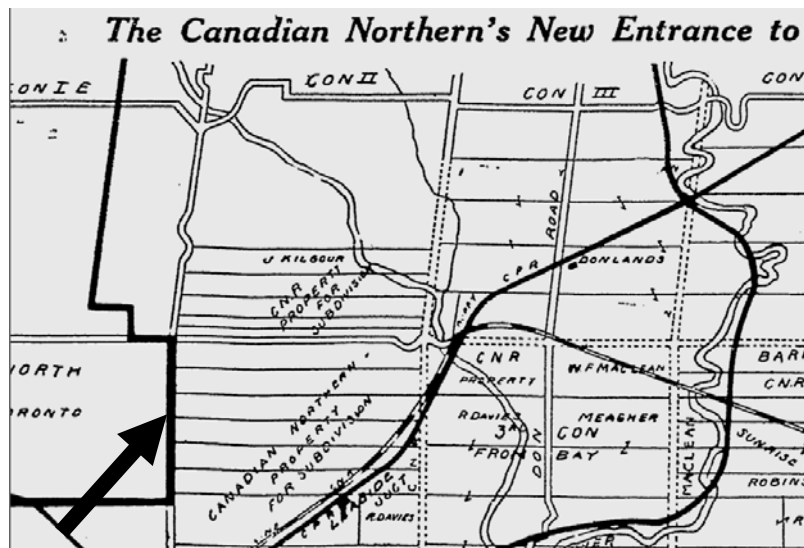 The Canadian Northern's New Entrance to
CON I E
CON II
CON III
CON
J KILGOUR
C.N.R
PROPERTY
FOR
SUBDIVISION
ROAD
C P R
DONLANDS
NORTH
TORONTO
CNR
PROPERTY
W.F. MACLEAN
BAR
C.N.R
R DAVIES
MEAGHER
3RD CON
FROM BAY
DON
MACLEAN
SUNRISE
ROBINS
CANADIAN NORTHERN
PROPERTY
FOR SUBDIVISION
C P R
LEASIDE
JUNCT
R.DAVIES